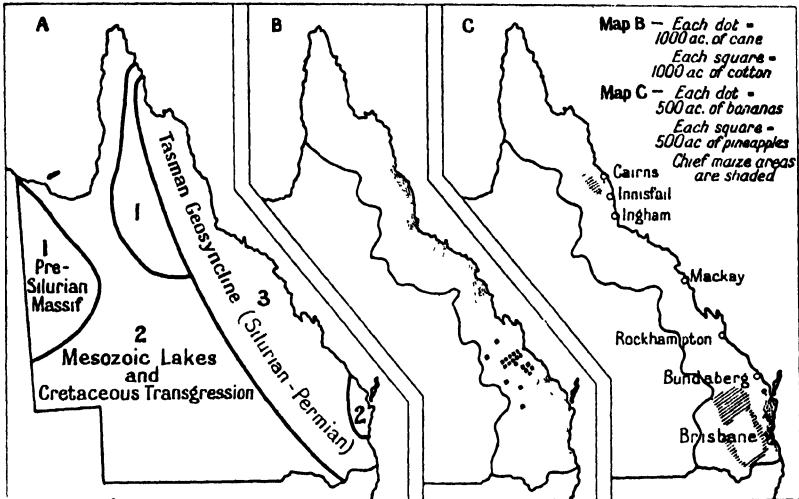 A
B
C
Map B — Each dot =
1000 ac. of cane
Each square =
1000 ac of cotton
Map C — Each dot =
500 ac. of bananas
Each square =
500 ac of pineapples
Chief maize areas
are shaded
1
1
Pre-
Silurian
Massif
2
Mesozoic Lakes
and
Cretaceous Transgression
Tasman Geosyncline (Silurian-Permian)
3
2
Cairns
Innisfail
Ingham
Mackay
Rockhampton
Bundaberg
Brisbane